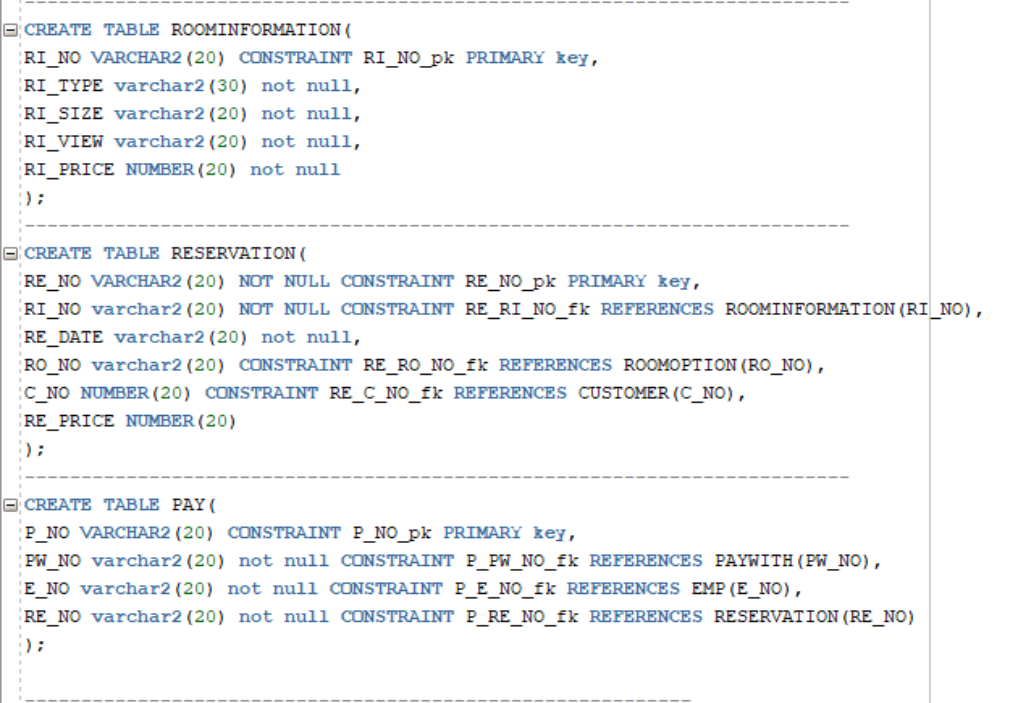 CREATE TABLE ROOMINFORMATION(
RI_NO VARCHAR2(20) CONSTRAINT RI_NO_pk PRIMARY key,
RI_TYPE varchar2(30) not null,
RI_SIZE varchar2(20) not null,
RI_VIEW varchar2(20) not null,
RI_PRICE NUMBER(20) not null
);
--------------------------------------------------------------------------
CREATE TABLE RESERVATION(
RE_NO VARCHAR2(20) NOT NULL CONSTRAINT RE_NO_pk PRIMARY key,
RI_NO varchar2(20) NOT NULL CONSTRAINT RE_RI_NO_fk REFERENCES ROOMINFORMATION(RI_NO),
RE_DATE varchar2(20) not null,
RO_NO varchar2(20) CONSTRAINT RE_RO_NO_fk REFERENCES ROOMOPTION(RO_NO),
C_NO NUMBER(20) CONSTRAINT RE_C_NO_fk REFERENCES CUSTOMER(C_NO),
RE_PRICE NUMBER(20)
);
--------------------------------------------------------------------------
CREATE TABLE PAY(
P_NO VARCHAR2(20) CONSTRAINT P_NO_pk PRIMARY key,
PW_NO varchar2(20) not null CONSTRAINT P_PW_NO_fk REFERENCES PAYWITH(PW_NO),
E_NO varchar2(20) not null CONSTRAINT P_E_NO_fk REFERENCES EMP(E_NO),
RE_NO varchar2(20) not null CONSTRAINT P_RE_NO_fk REFERENCES RESERVATION(RE_NO)
);
------------------------------------------------------------